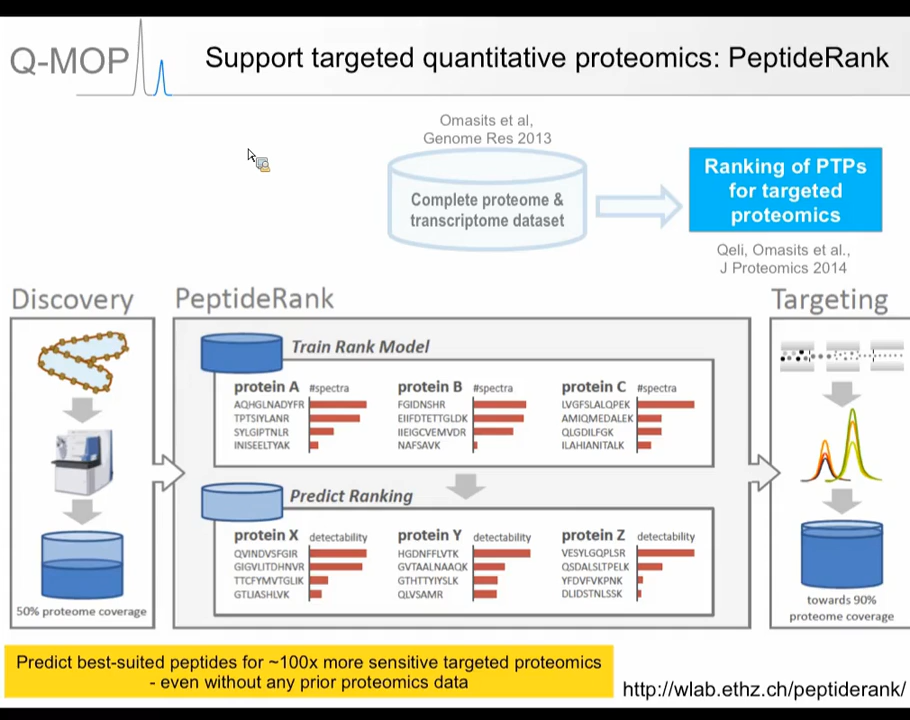 Q-MOP
Support targeted quantitative proteomics: PeptideRank
Omasits et al,
Genome Res 2013
Complete proteome &
transcriptome dataset
Ranking of PTPs
for targeted
proteomics
Qeli, Omasits et al.,
J Proteomics 2014
Discovery
PeptideRank
Targeting
Train Rank Model
protein A #spectra
AQHGLNADYFR
TPTSIYLANR
SYLGIPTNLR
INISEELTYAK
protein B #spectra
FGIDNSHR
EIIFDTETTGLDK
IIEIGCVEMVDR
NAFSAVK
protein C #spectra
LVGFSLALQPEK
AMIQMEDALEK
QLGDILFGK
ILAHIANITALK
Predict Ranking
protein X detectability
QVINDVSFGIR
GIGVLITDHNVR
TTCFYMVTGLIK
GTLIASHLVK
protein Y detectability
HGDNFFLVTK
GVTAALNAAQK
GTHTTYIYSLK
QLVSAMR
protein Z detectability
VESYLGQPLSR
QSDALSLTPELK
YFDVFVKPNK
DLIDSTNLSSK
50% proteome coverage
towards 90%
proteome coverage
Predict best-suited peptides for ~100x more sensitive targeted proteomics
- even without any prior proteomics data
http://wlab.ethz.ch/peptiderank/